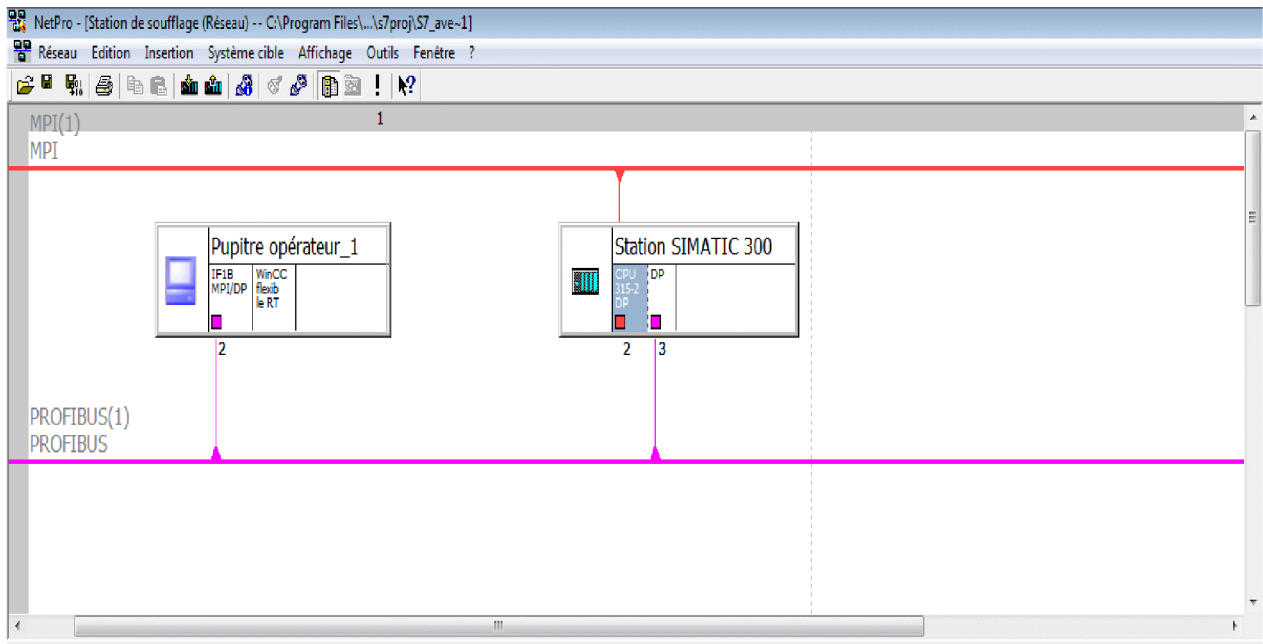 NetPro - [Station de soufflage (Réseau) -- C:\Program Files\...\s7proj\S7_ave~1]
Réseau Edition Insertion Système cible Affichage Outils Fenêtre ?
MPI(1)
1
MPI
Pupitre opérateur_1
IF1B
MPI/DP
WinCC
flexib
le RT
2
Station SIMATIC 300
CPU
315-2
DP
DP
2 3
PROFIBUS(1)
PROFIBUS